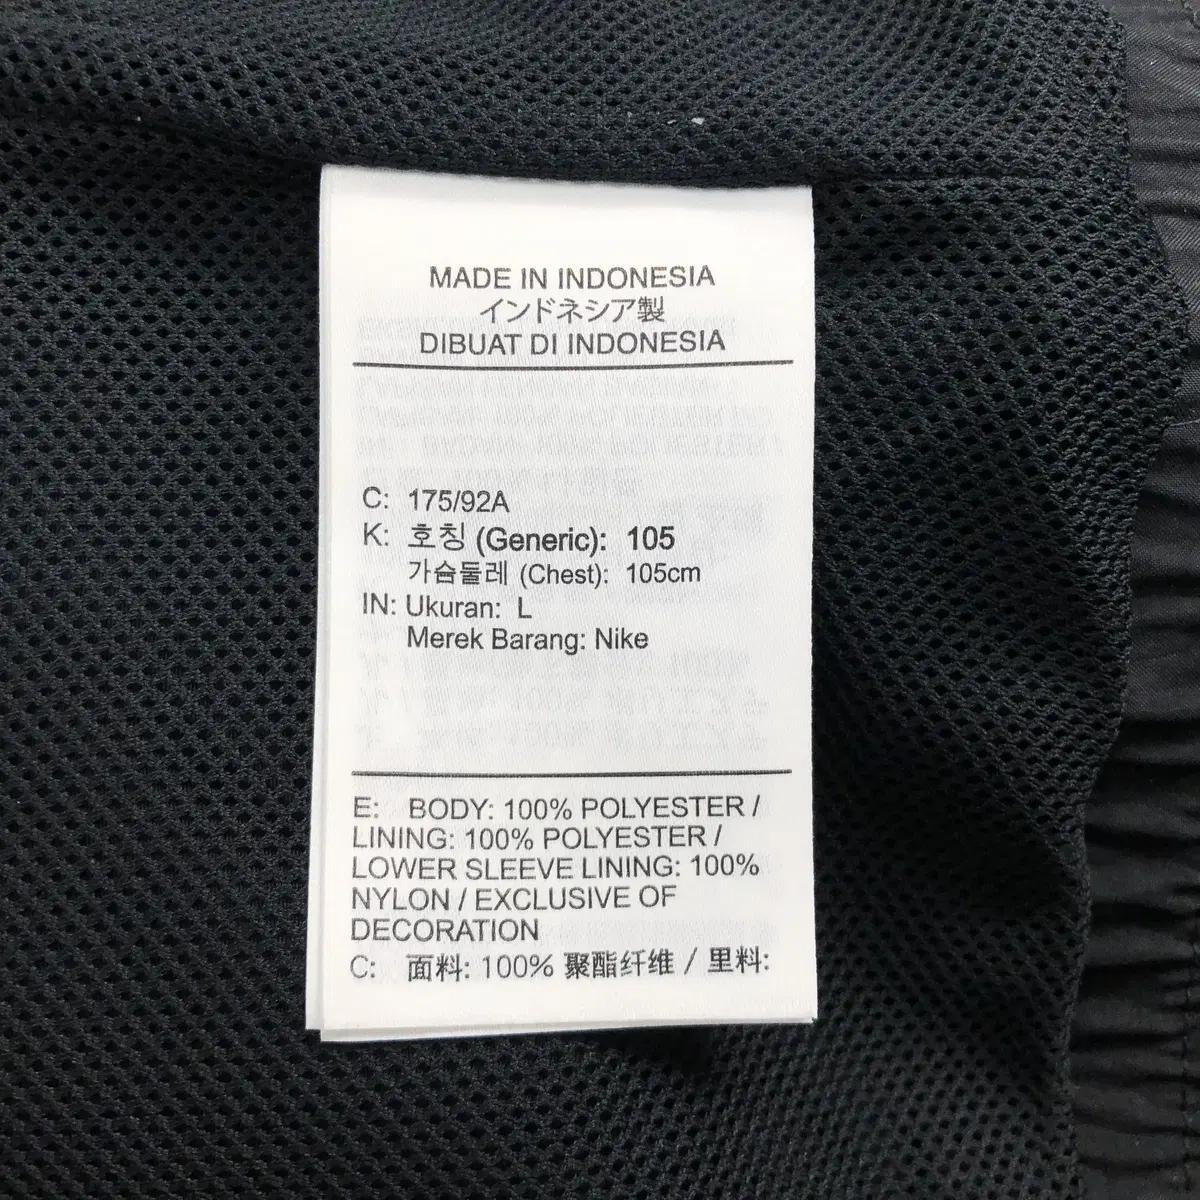 MADE IN INDONESIA
インドネシア製
DIBUAT DI INDONESIA
C: 175/92A
K: 호칭 (Generic): 105
가슴둘레 (Chest): 105cm
IN: Ukuran: L
Merek Barang: Nike
E: BODY: 100% POLYESTER /
LINING: 100% POLYESTER /
LOWER SLEEVE LINING: 100%
NYLON / EXCLUSIVE OF
DECORATION
C: 面料: 100% 聚酯纤维 / 里料: